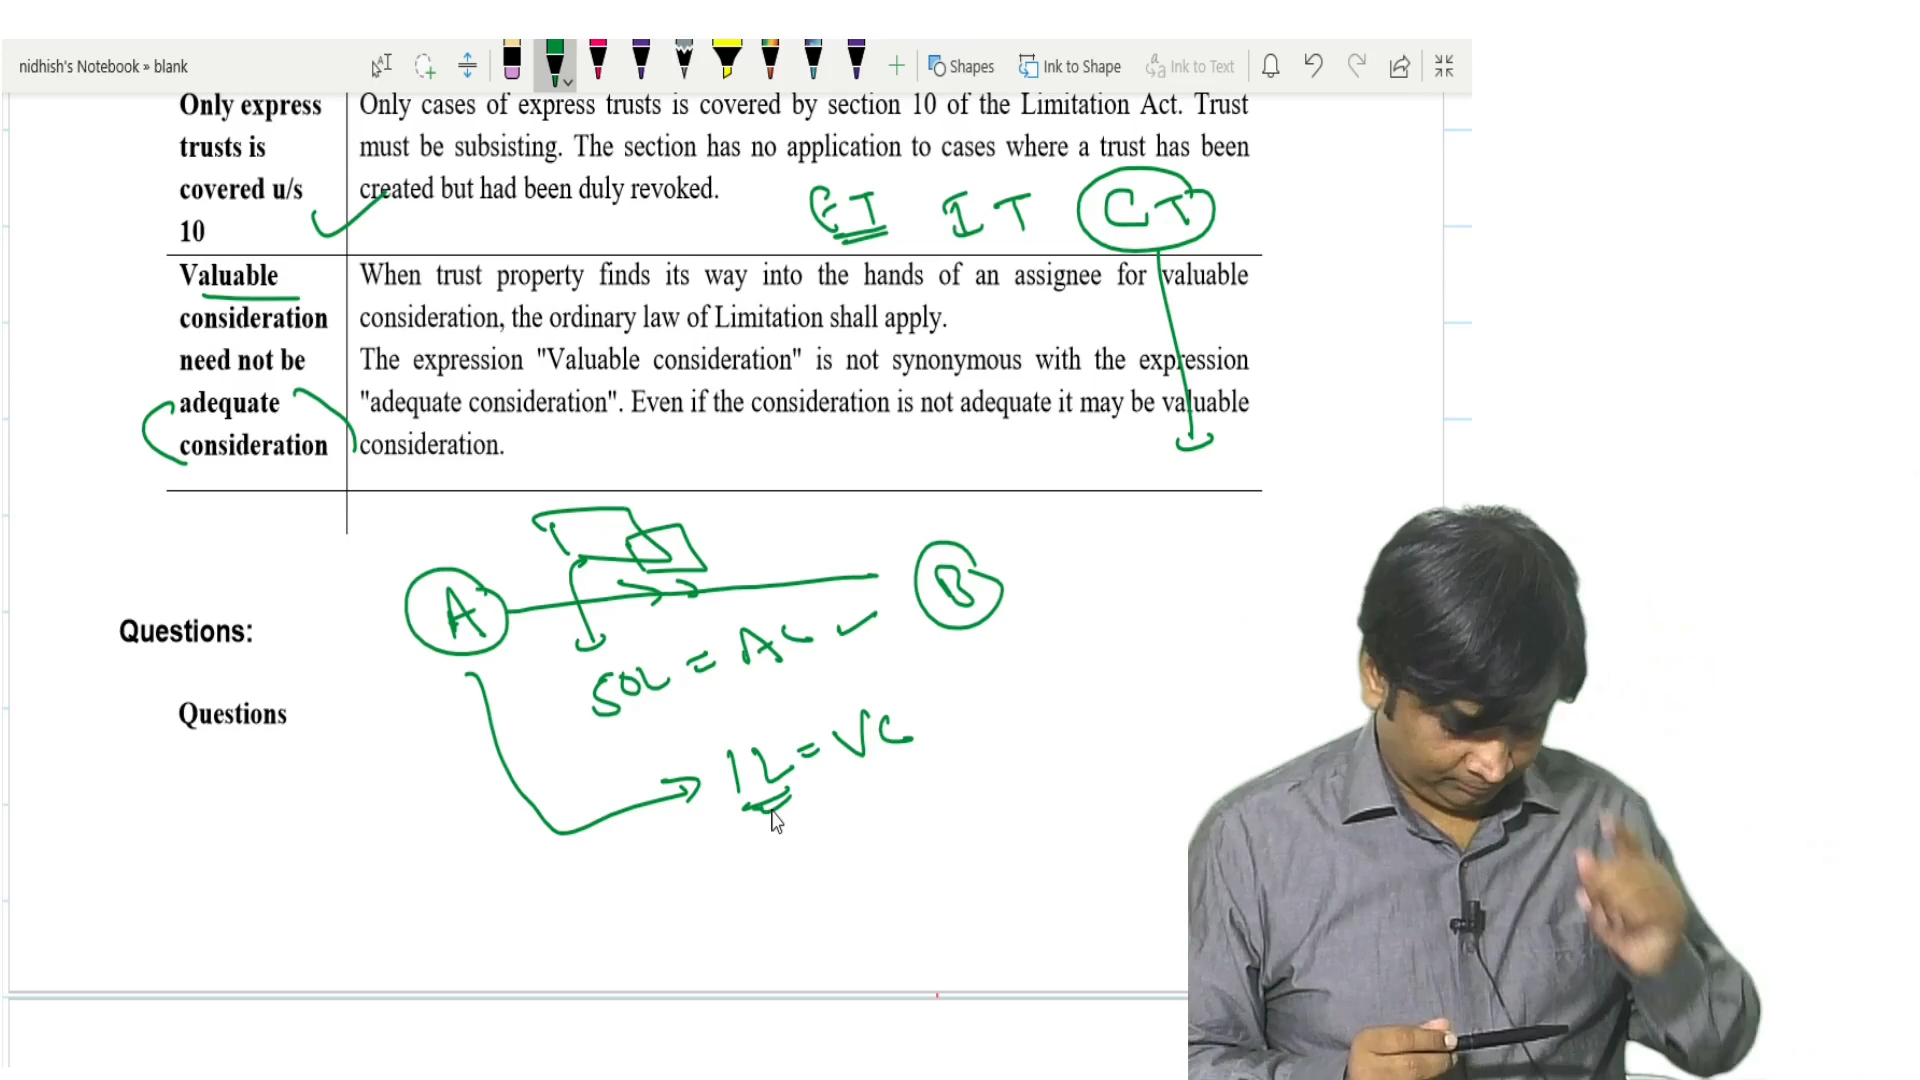 nidhish's Notebook » blank
Shapes
Ink to Shape
Ink to Text
Only express trusts is covered u/s 10
Only cases of express trusts is covered by section 10 of the Limitation Act. Trust
must be subsisting. The section has no application to cases where a trust has been
created but had been duly revoked.
ET IT CT
Valuable
consideration
need not be
adequate
consideration
When trust property finds its way into the hands of an assignee for valuable
consideration, the ordinary law of Limitation shall apply.
The expression "Valuable consideration" is not synonymous with the expression
"adequate consideration". Even if the consideration is not adequate it may be valuable
consideration.
A
B
50L = AC
12 = VC
Questions:
Questions